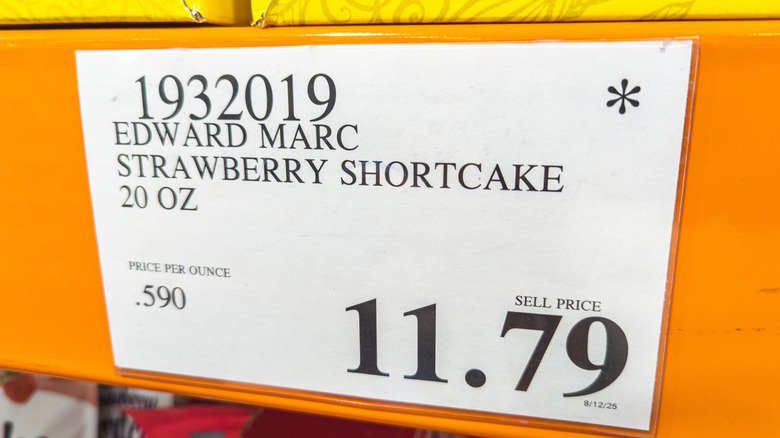 1932019 *
EDWARD MARC
STRAWBERRY SHORTCAKE
20 OZ
PRICE PER OUNCE
.590
SELL PRICE
11.79
8/12/25